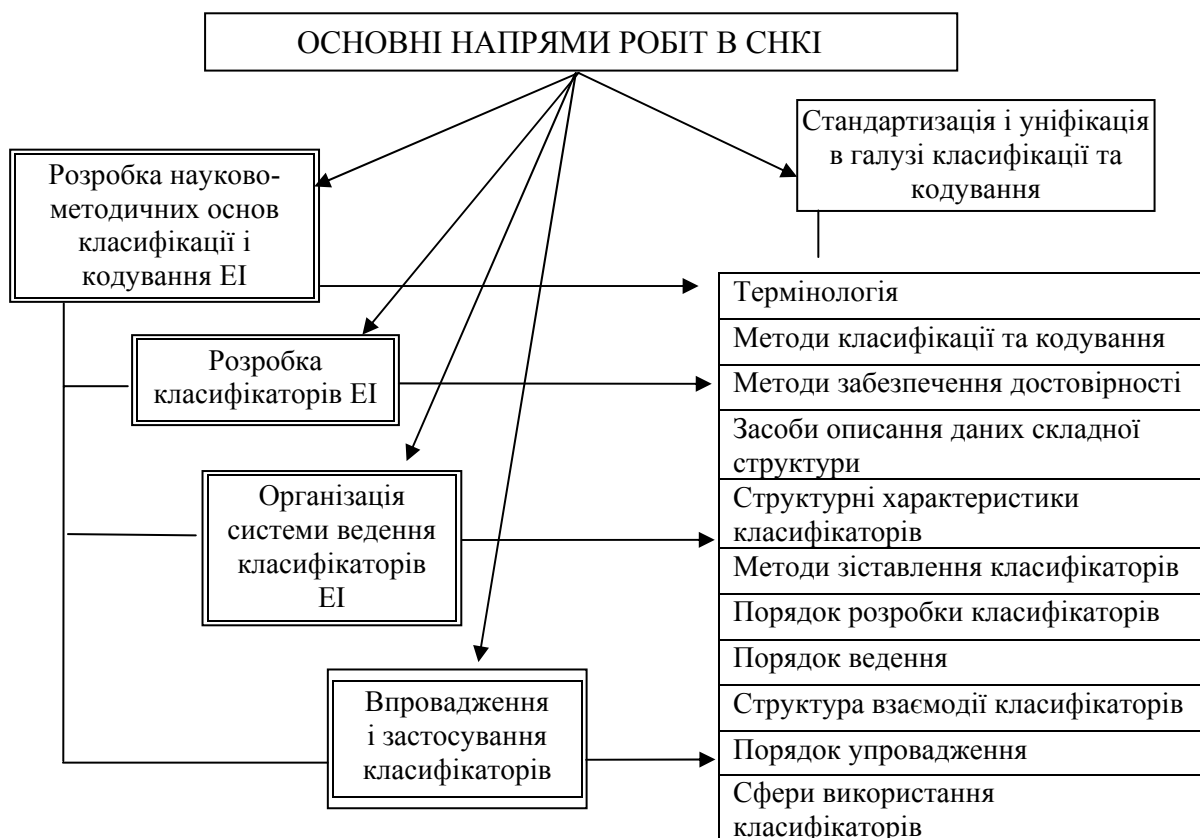 ОСНОВНІ НАПРЯМИ РОБІТ В СНКІ
Стандартизація і уніфікація
в галузі класифікації та
кодування
Розробка науково-
методичних основ
класифікації і
кодування ЕІ
Розробка
класифікаторів ЕІ
Організація
системи ведення
класифікаторів
ЕІ
Впровадження
і застосування
класифікаторів
Термінологія
Методи класифікації та кодування
Методи забезпечення достовірності
Засоби описання даних складної
структури
Структурні характеристики
класифікаторів
Методи зіставлення класифікаторів
Порядок розробки класифікаторів
Порядок ведення
Структура взаємодії класифікаторів
Порядок упровадження
Сфери використання
класифікаторів